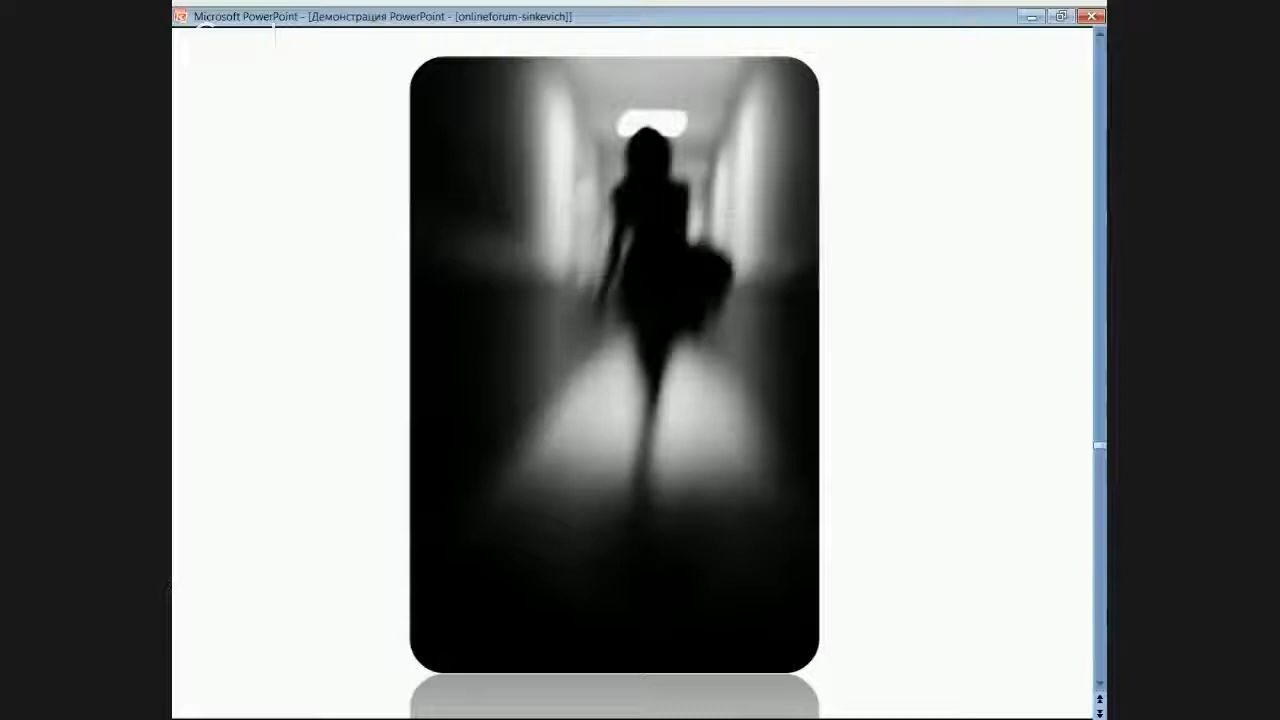 Microsoft PowerPoint - [Демонстрация PowerPoint - [onlineforum-sinkevich]]